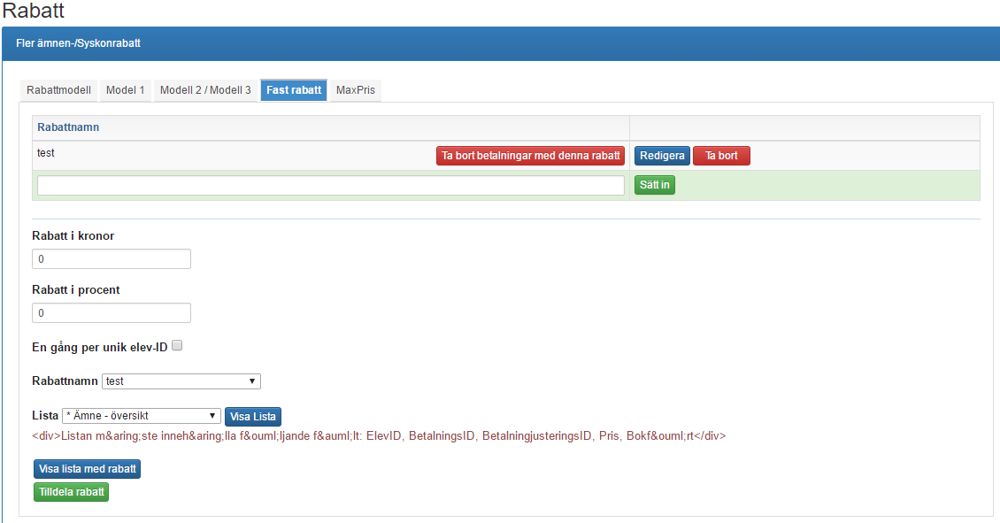 Rabatt
Fler ämnen-/Syskonrabatt
Rabattmodell Model 1 Modell 2 / Modell 3 Fast rabatt MaxPris
Rabattnamn
test Ta bort betalningar med denna rabatt Redigera Ta bort
Sätt in
Rabatt i kronor
0
Rabatt i procent
0
En gång per unik elev-ID
Rabattnamn test
Lista * Ämne - översikt Visa Lista
<div>Listan m&aring;ste inneh&aring;lla f&ouml;ljande f&auml;lt: ElevID, BetalningsID, BetalningjusteringsID, Pris, Bokf&ouml;rt</div>
Visa lista med rabatt
Tilldela rabatt